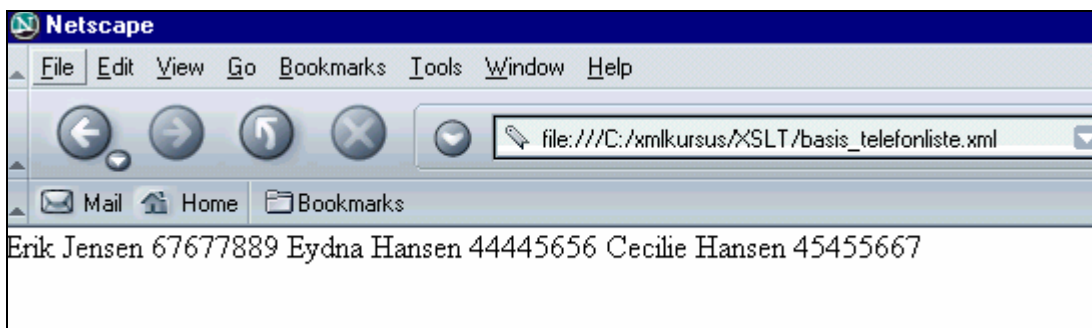 Netscape
File Edit View Go Bookmarks Tools Window Help
file:///C:/xmlkursus/XSLT/basis_telefonliste.xml
Mail Home Bookmarks
Erik Jensen 67677889 Eydna Hansen 44445656 Cecilie Hansen 45455667